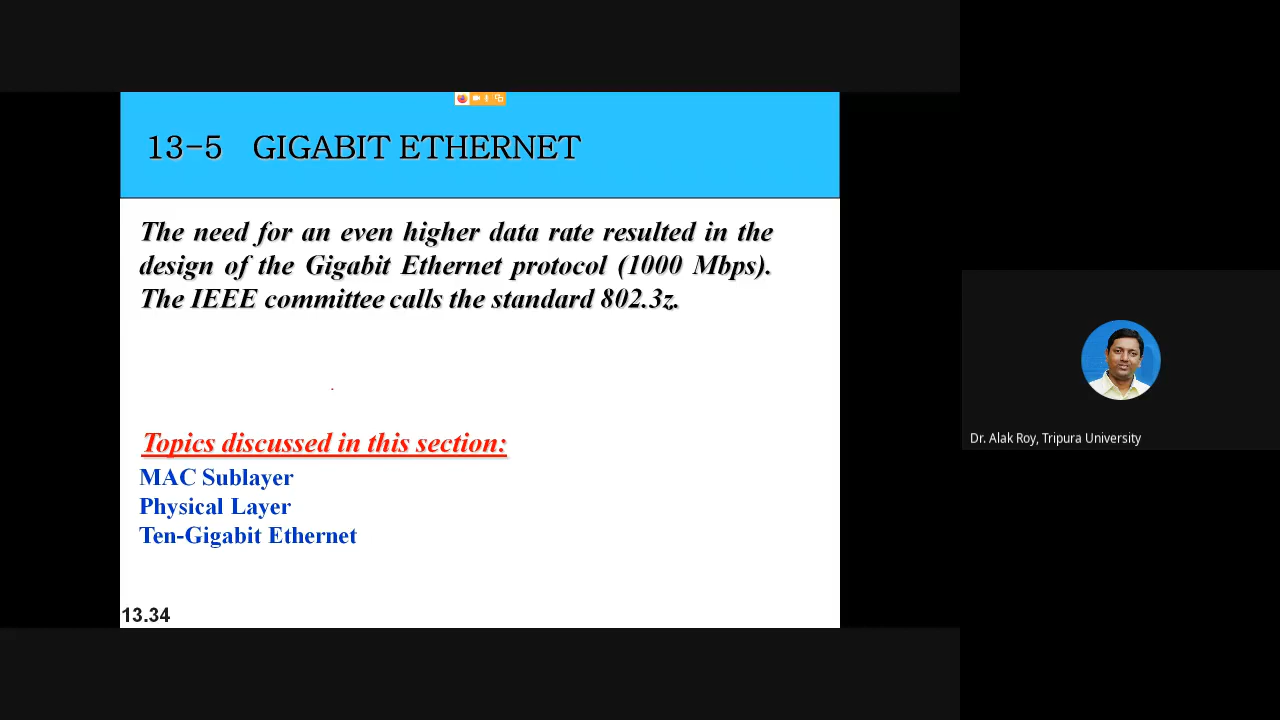 13-5 GIGABIT ETHERNET
The need for an even higher data rate resulted in the
design of the Gigabit Ethernet protocol (1000 Mbps).
The IEEE committee calls the standard 802.3z.
Topics discussed in this section:
MAC Sublayer
Physical Layer
Ten-Gigabit Ethernet
13.34
Dr. Alak Roy, Tripura University